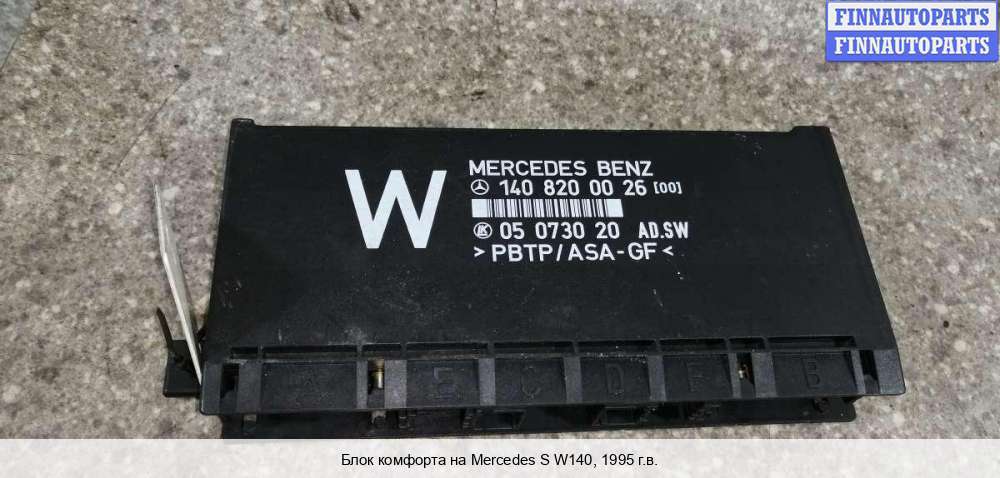 FINNAUTOPARTS
FINNAUTOPARTS
W
MERCEDES BENZ
140 820 00 26 [00]
LK 05 0730 20 AD.SW
> PBTP/ASA-GF <
A E C D F B
Блок комфорта на Mercedes S W140, 1995 г.в.